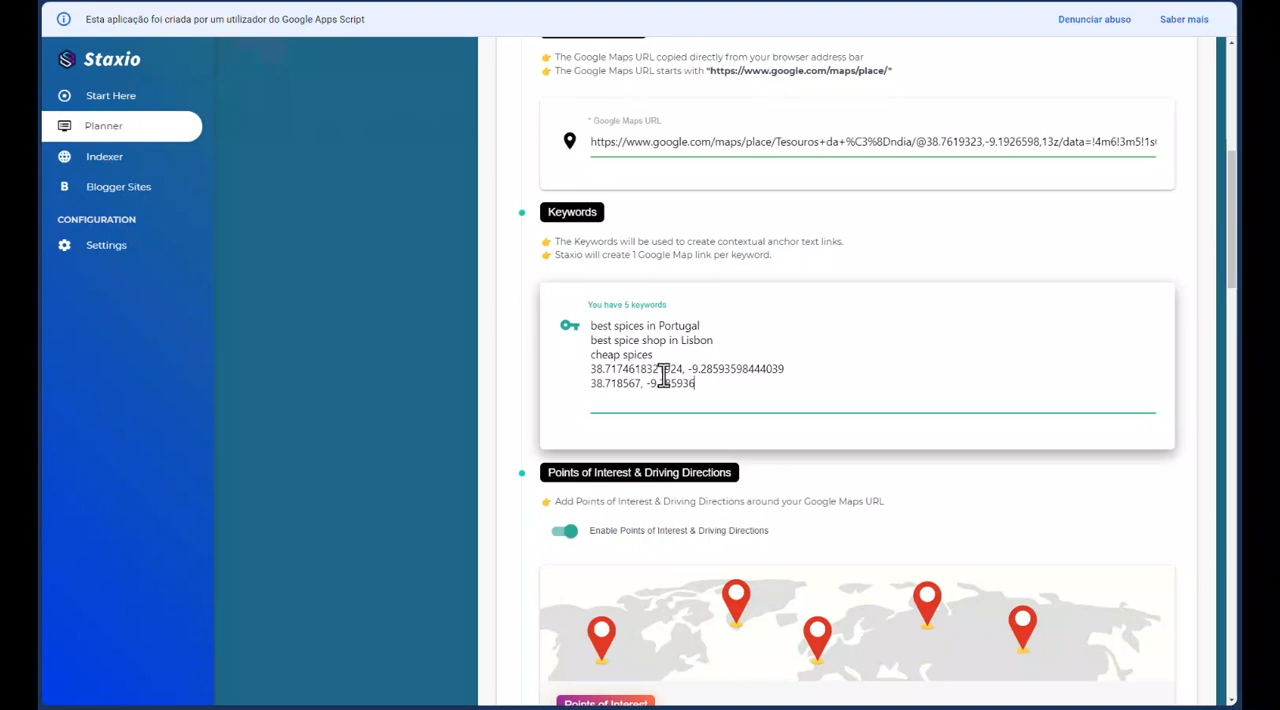 Esta aplicação foi criada por um utilizador do Google Apps Script
Denunciar abuso
Saber mais
Staxio
Start Here
Planner
Indexer
B Blogger Sites
CONFIGURATION
Settings
👉 The Google Maps URL copied directly from your browser address bar
👉 The Google Maps URL starts with "https://www.google.com/maps/place/"
* Google Maps URL
https://www.google.com/maps/place/Tesouros+da+%C3%8Dndia/@38.7619323,-9.1926598,13z/data=!4m6!3m5!1s
Keywords
👉 The Keywords will be used to create contextual anchor text links.
👉 Staxio will create 1 Google Map link per keyword.
You have 5 keywords
best spices in Portugal
best spice shop in Lisbon
cheap spices
-9.28593598444039
38.718567,
Points of Interest & Driving Directions
👉 Add Points of Interest & Driving Directions around your Google Maps URL
Enable Points of Interest & Driving Directions
Points of Interest